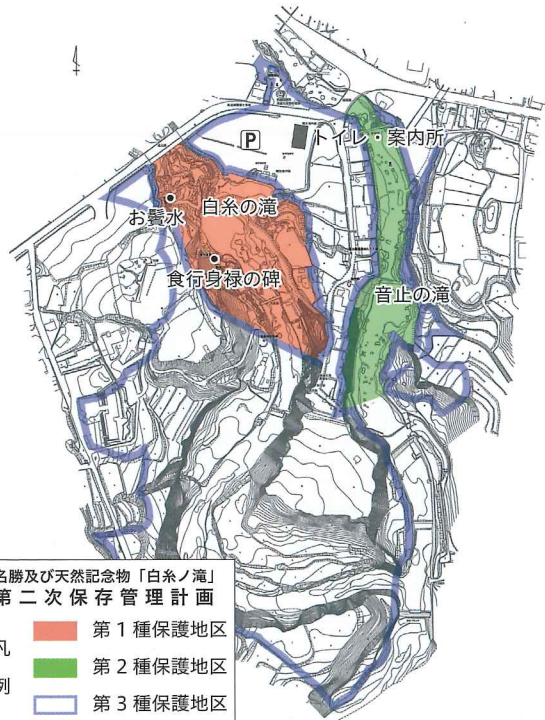 P
トイレ・案内所
お鬢水
白糸の滝
食行身禄の碑
音止の滝
名勝及び天然記念物「白糸ノ滝」
第二次保存管理計画
凡例
第1種保護地区
第2種保護地区
第3種保護地区